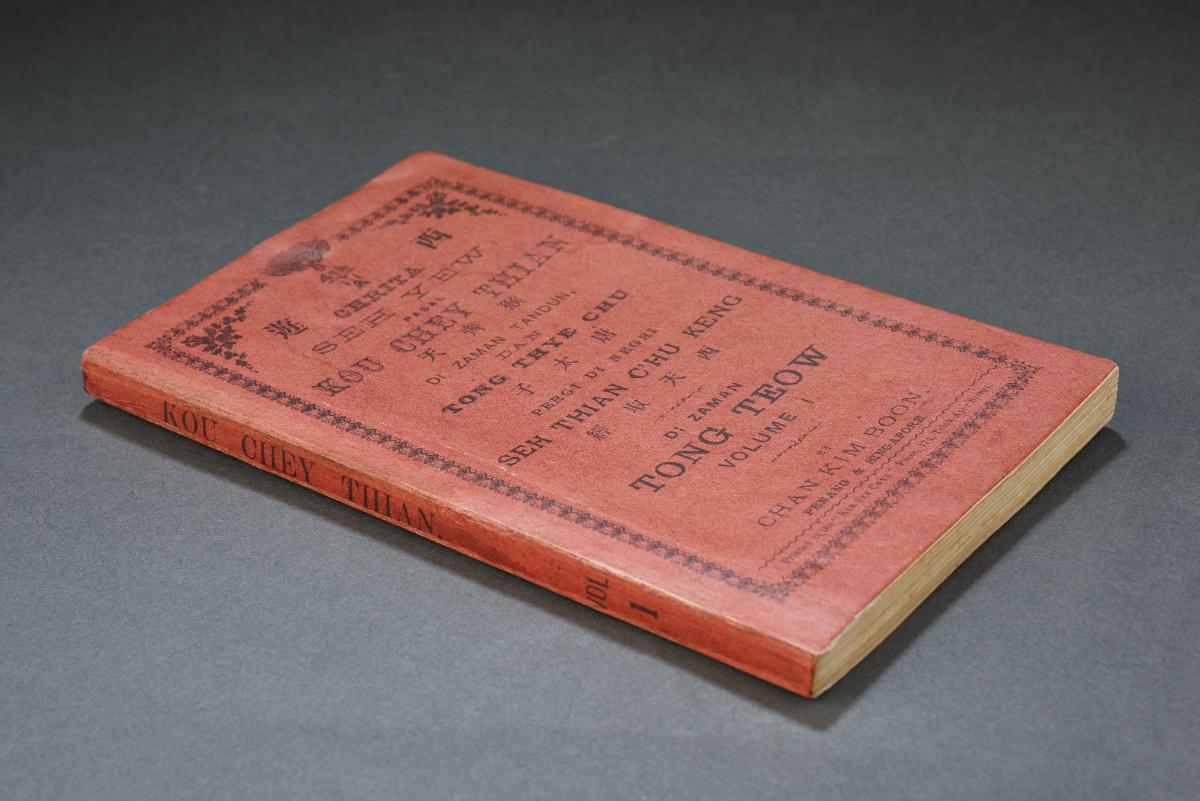 CHRITA
遊 西
SEH YEW
PASAL
KOU CHEY THIAN
天 齊 猴
DI ZAMAN TANDUN,
DAN
TONG THYE CHU
子 太 唐
PERGI DI NEGRI
SEH THIAN C'HU KENG
經 取 天 西
DI ZAMAN
TONG TEOW
VOLUME 1
BY
CHAN KIM BOON.
PENANG & SINGAPORE
KOU CHEY THIAN.
VOL
1